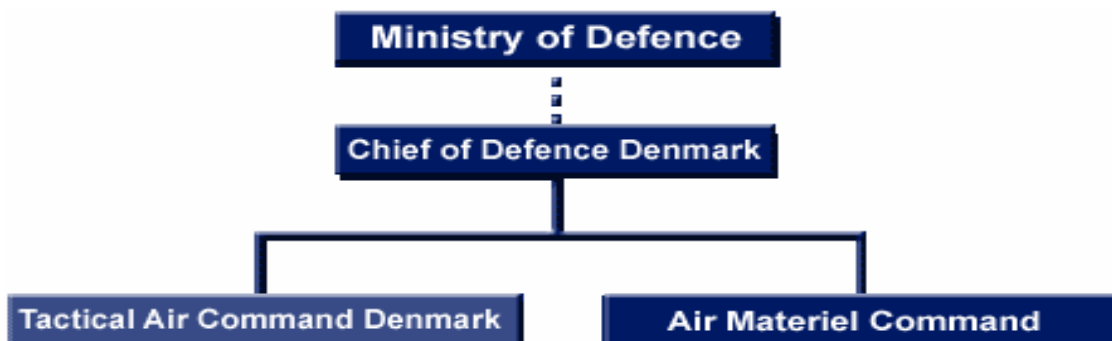 Ministry of Defence
Chief of Defence Denmark
Tactical Air Command Denmark
Air Materiel Command